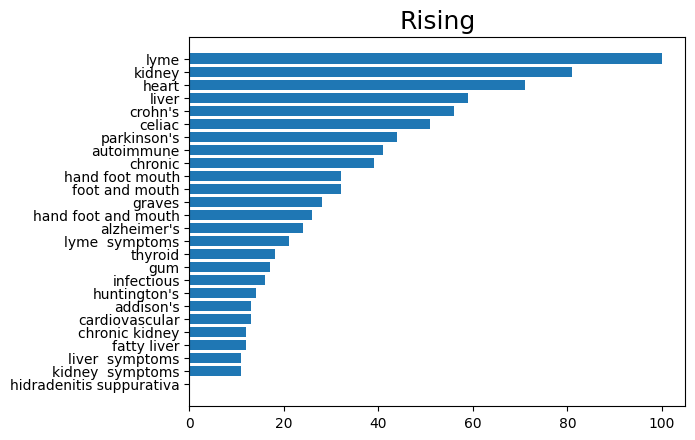 Rising
lyme
kidney
heart
liver
crohn's
celiac
parkinson's
autoimmune
chronic
hand foot mouth
foot and mouth
graves
hand foot and mouth
alzheimer's
lyme  symptoms
thyroid
gum
infectious
huntington's
addison's
cardiovascular
chronic kidney
fatty liver
liver  symptoms
kidney  symptoms
hidradenitis suppurativa
0 20 40 60 80 100